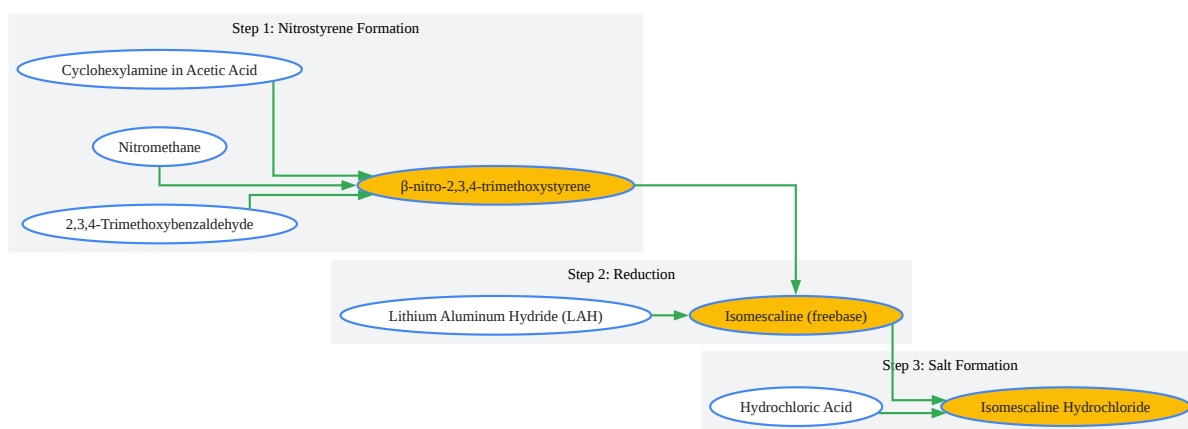 Step 1: Nitrostyrene Formation
Cyclohexylamine in Acetic Acid
Nitromethane
β-nitro-2,3,4-trimethoxystyrene
2,3,4-Trimethoxybenzaldehyde
Step 2: Reduction
Lithium Aluminum Hydride (LAH)
Isomescaline (freebase)
Step 3: Salt Formation
Hydrochloric Acid
Isomescaline Hydrochloride